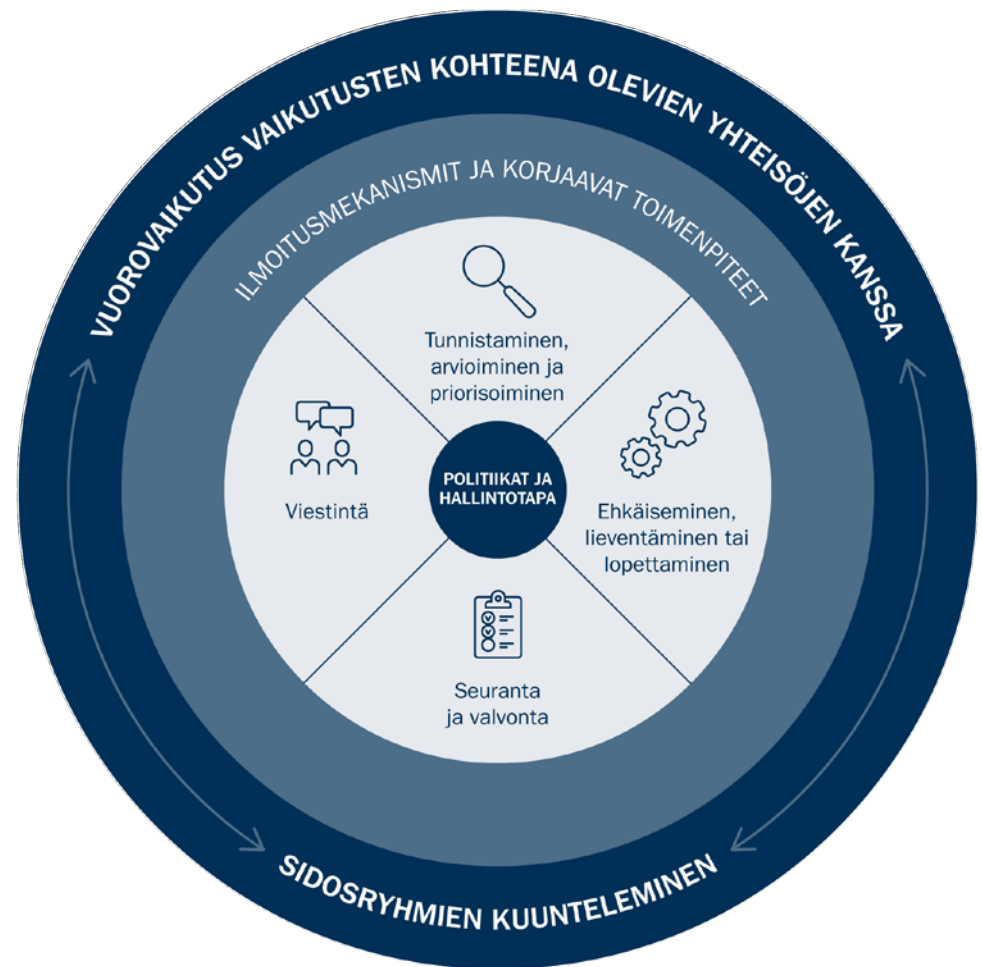 VUOROVAIKUTUS VAIKUTUSTEN KOHTEENA OLEVIEN YHTEISÖJEN KANSSA
ILMOITUSMEKANISMIT JA KORJAAVAT TOIMENPITEET
Tunnistaminen,
arvioiminen ja
priorisoiminen
Viestintä
POLITIIKAT JA
HALLINTOTAPA
Ehkäiseminen,
lieventäminen tai
lopettaminen
Seuranta
ja valvonta
SIDOSRYHMIEN KUUNTELEMINEN